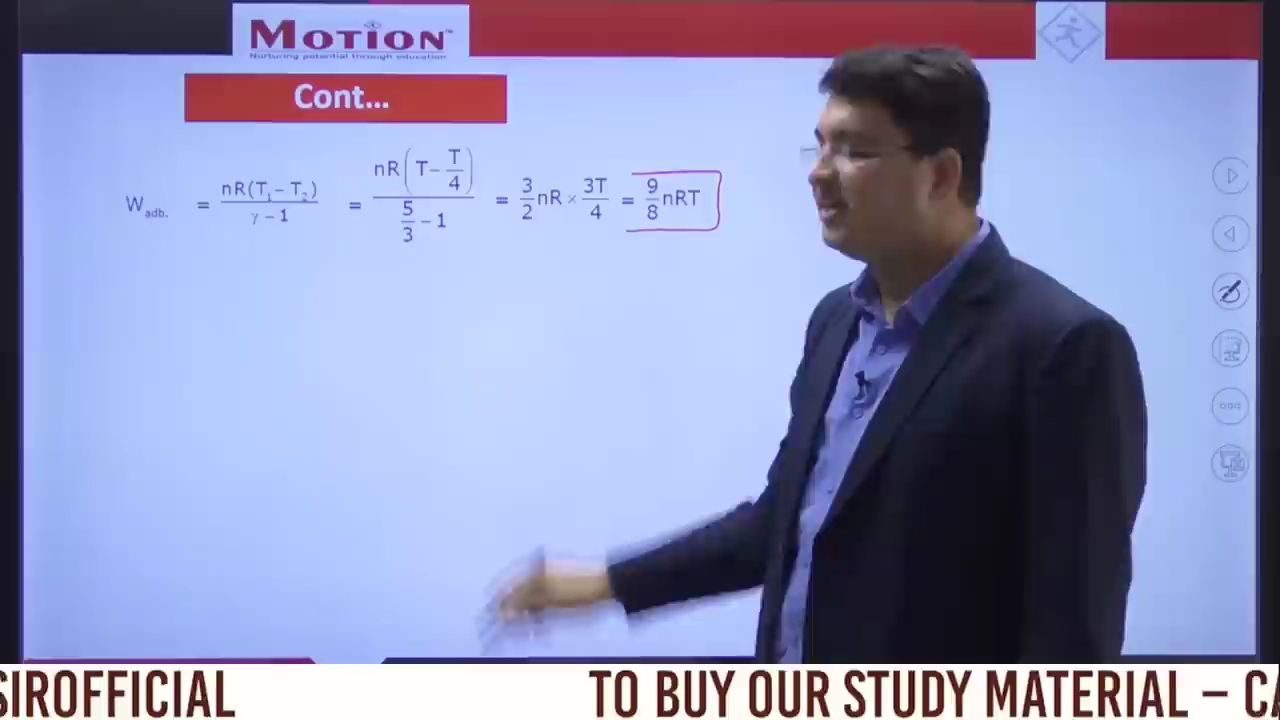 MOTION™
Nurturing potential through education
Cont...
W_adb. = nR(T₁ − T₂) / γ − 1 = nR(T − T/4) / 5/3 − 1 = 3/2 nR × 3T/4 = 9/8 nRT
SIROFFICIAL TO BUY OUR STUDY MATERIAL – CA